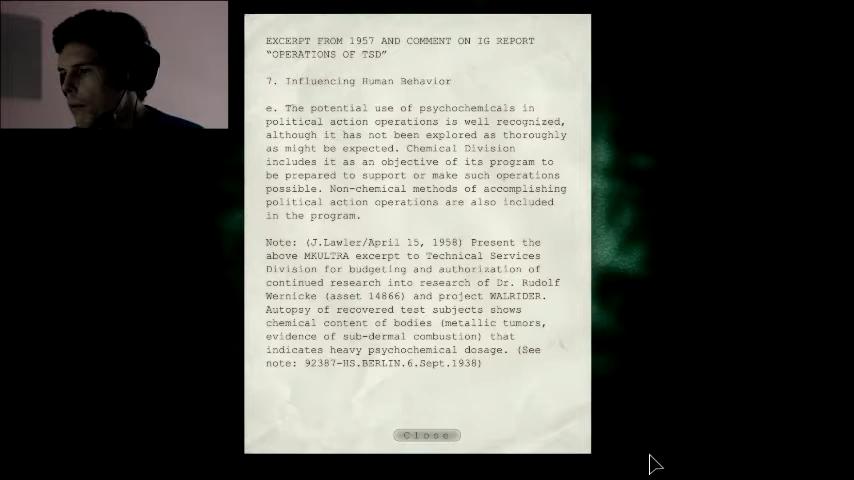 EXCERPT FROM 1957 AND COMMENT ON IG REPORT
"OPERATIONS OF TSD"
7. Influencing Human Behavior
e. The potential use of psychochemicals in
political action operations is well recognized,
although it has not been explored as thoroughly
as might be expected. Chemical Division
includes it as an objective of its program to
be prepared to support or make such operations
possible. Non-chemical methods of accomplishing
political action operations are also included
in the program.
Note: (J.Lawler/April 15, 1958) Present the
above MKULTRA excerpt to Technical Services
Division for budgeting and authorization of
continued research into research of Dr. Rudolf
Wernicke (asset 14866) and project WALRIDER.
Autopsy of recovered test subjects shows
chemical content of bodies (metallic tumors,
evidence of sub-dermal combustion) that
indicates heavy psychochemical dosage. (See
note: 92387-HS.BERLIN.6.Sept.1938)
Close